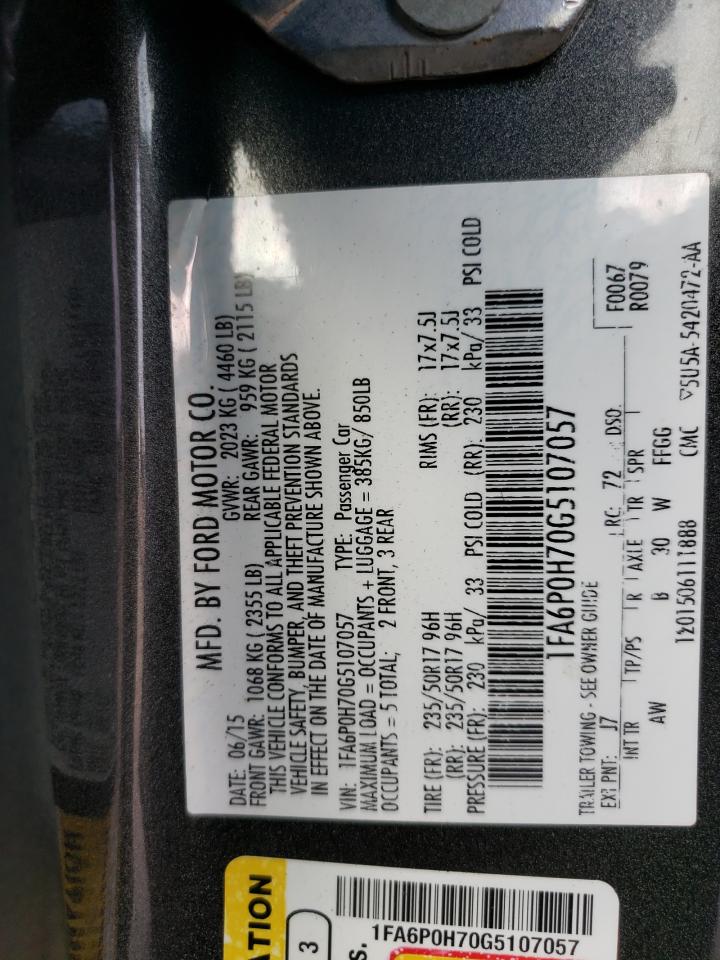 MFD. BY FORD MOTOR CO.
DATE: 06/15 GVWR: 2023 KG ( 4460 LB)
FRONT GAWR: 1068 KG ( 2355 LB) REAR GAWR: 959 KG ( 2115 LB)
THIS VEHICLE CONFORMS TO ALL APPLICABLE FEDERAL MOTOR
VEHICLE SAFETY, BUMPER, AND THEFT PREVENTION STANDARDS
IN EFFECT ON THE DATE OF MANUFACTURE SHOWN ABOVE.
VIN: 1FA6P0H70G5107057 TYPE: Passenger Car
MAXIMUM LOAD = OCCUPANTS + LUGGAGE = 385KG/ 850LB
OCCUPANTS = 5 TOTAL; 2 FRONT, 3 REAR
TIRE (FR): 235/50R17 96H RIMS (FR): 17x7.5J
(RR): 235/50R17 96H (RR): 17x7.5J
PRESSURE (FR): 230 kPa/ 33 PSI COLD (RR): 230 kPa/ 33 PSI COLD
1FA6P0H70G5107057
TRAILER TOWING - SEE OWNER GUIDE F0067
EXT PNT: J7 RC: 72 DSO: R0079
INT TR TP/PS R AXLE TR SPR
AW B 30 W FFGG
CMC 5U5A-5420472-AA
ATION
3
S.
1FA6P0H70G5107057